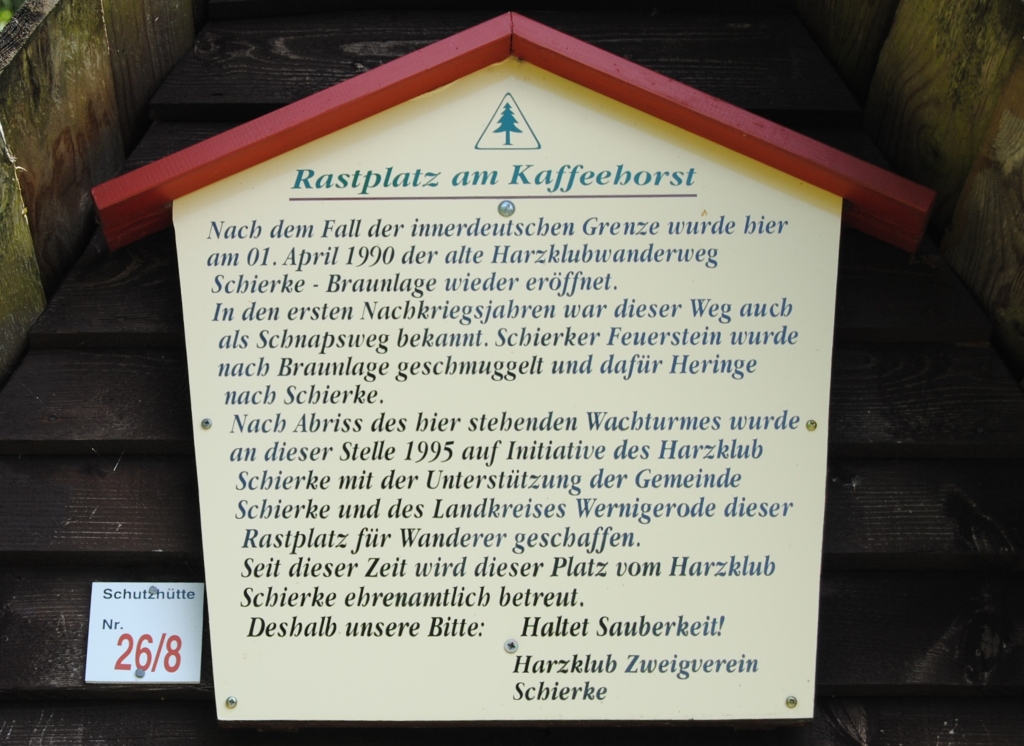 Rastplatz am Kaffeehorst
Nach dem Fall der innerdeutschen Grenze wurde hier
am 01. April 1990 der alte Harzklubwanderweg
Schierke - Braunlage wieder eröffnet.
In den ersten Nachkriegsjahren war dieser Weg auch
als Schnapsweg bekannt. Schierker Feuerstein wurde
nach Braunlage geschmuggelt und dafür Heringe
nach Schierke.
Nach Abriss des hier stehenden Wachturmes wurde
an dieser Stelle 1995 auf Initiative des Harzklub
Schierke mit der Unterstützung der Gemeinde
Schierke und des Landkreises Wernigerode dieser
Rastplatz für Wanderer geschaffen.
Seit dieser Zeit wird dieser Platz vom Harzklub
Schierke ehrenamtlich betreut.
Deshalb unsere Bitte: Haltet Sauberkeit!
Harzklub Zweigverein
Schierke
Schutzhütte
Nr.
26/8